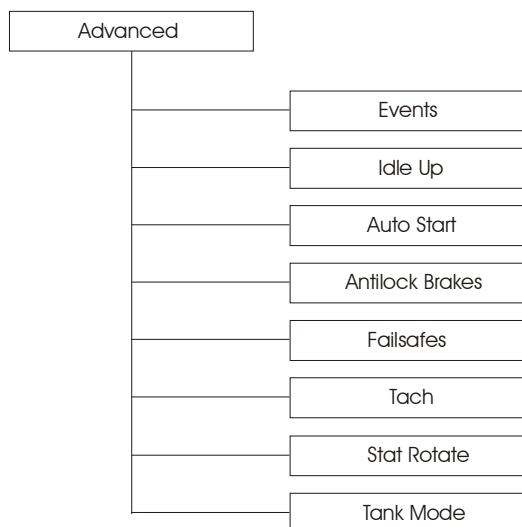 Advanced
Events
Idle Up
Auto Start
Antilock Brakes
Failsafes
Tach
Stat Rotate
Tank Mode